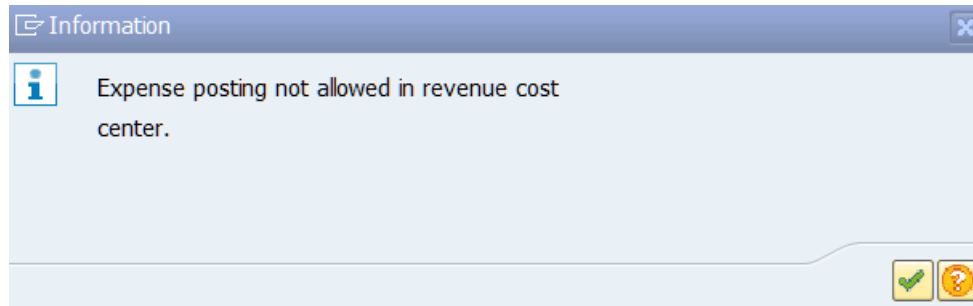 Information
Expense posting not allowed in revenue cost
center.